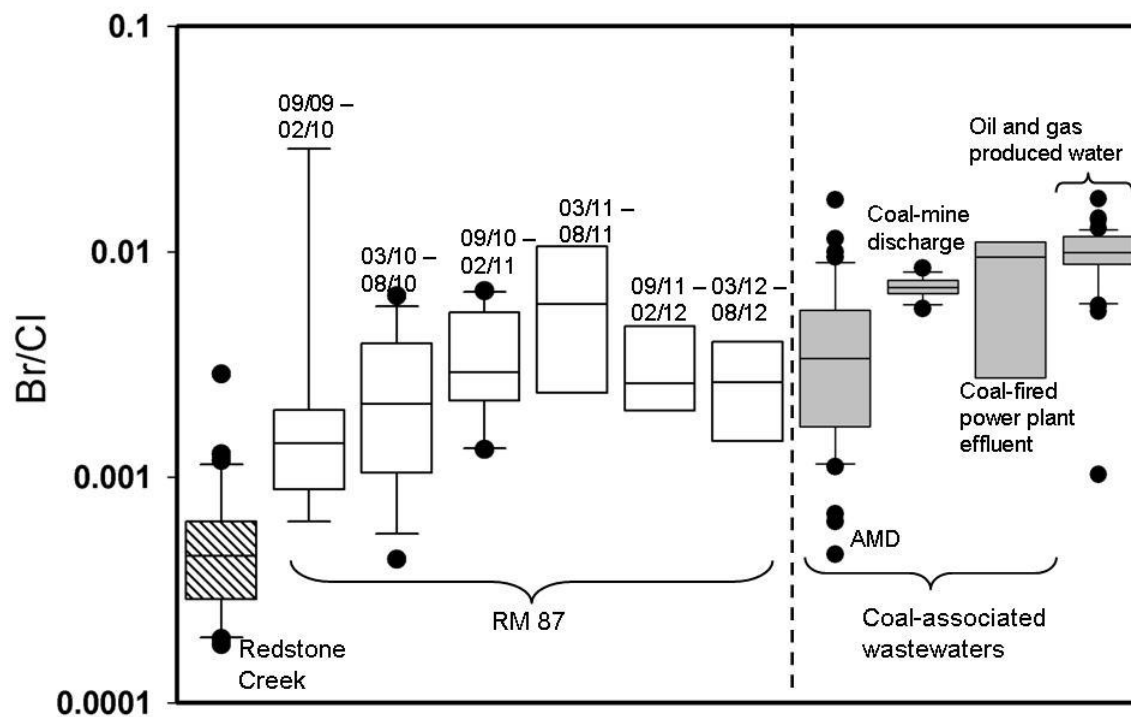 0.1
0.01
0.001
0.0001
Br/Cl
09/09 –
02/10
03/10 –
08/10
09/10 –
02/11
03/11 –
08/11
09/11 –
02/12
03/12 –
08/12
Oil and gas
produced water
Coal-mine
discharge
Coal-fired
power plant
effluent
AMD
Redstone
Creek
RM 87
Coal-associated
wastewaters